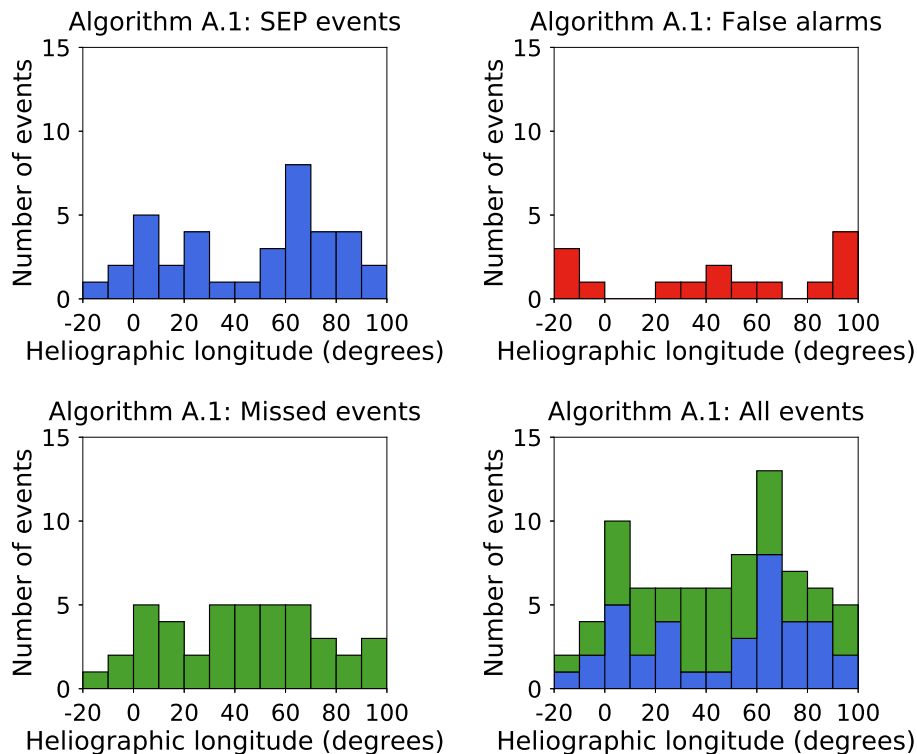 Algorithm A.1: SEP events
Number of events
15
10
5
0
-20 0 20 40 60 80 100
Heliographic longitude (degrees)
Algorithm A.1: False alarms
Number of events
15
10
5
0
-20 0 20 40 60 80 100
Heliographic longitude (degrees)
Algorithm A.1: Missed events
Number of events
15
10
5
0
-20 0 20 40 60 80 100
Heliographic longitude (degrees)
Algorithm A.1: All events
Number of events
15
10
5
0
-20 0 20 40 60 80 100
Heliographic longitude (degrees)